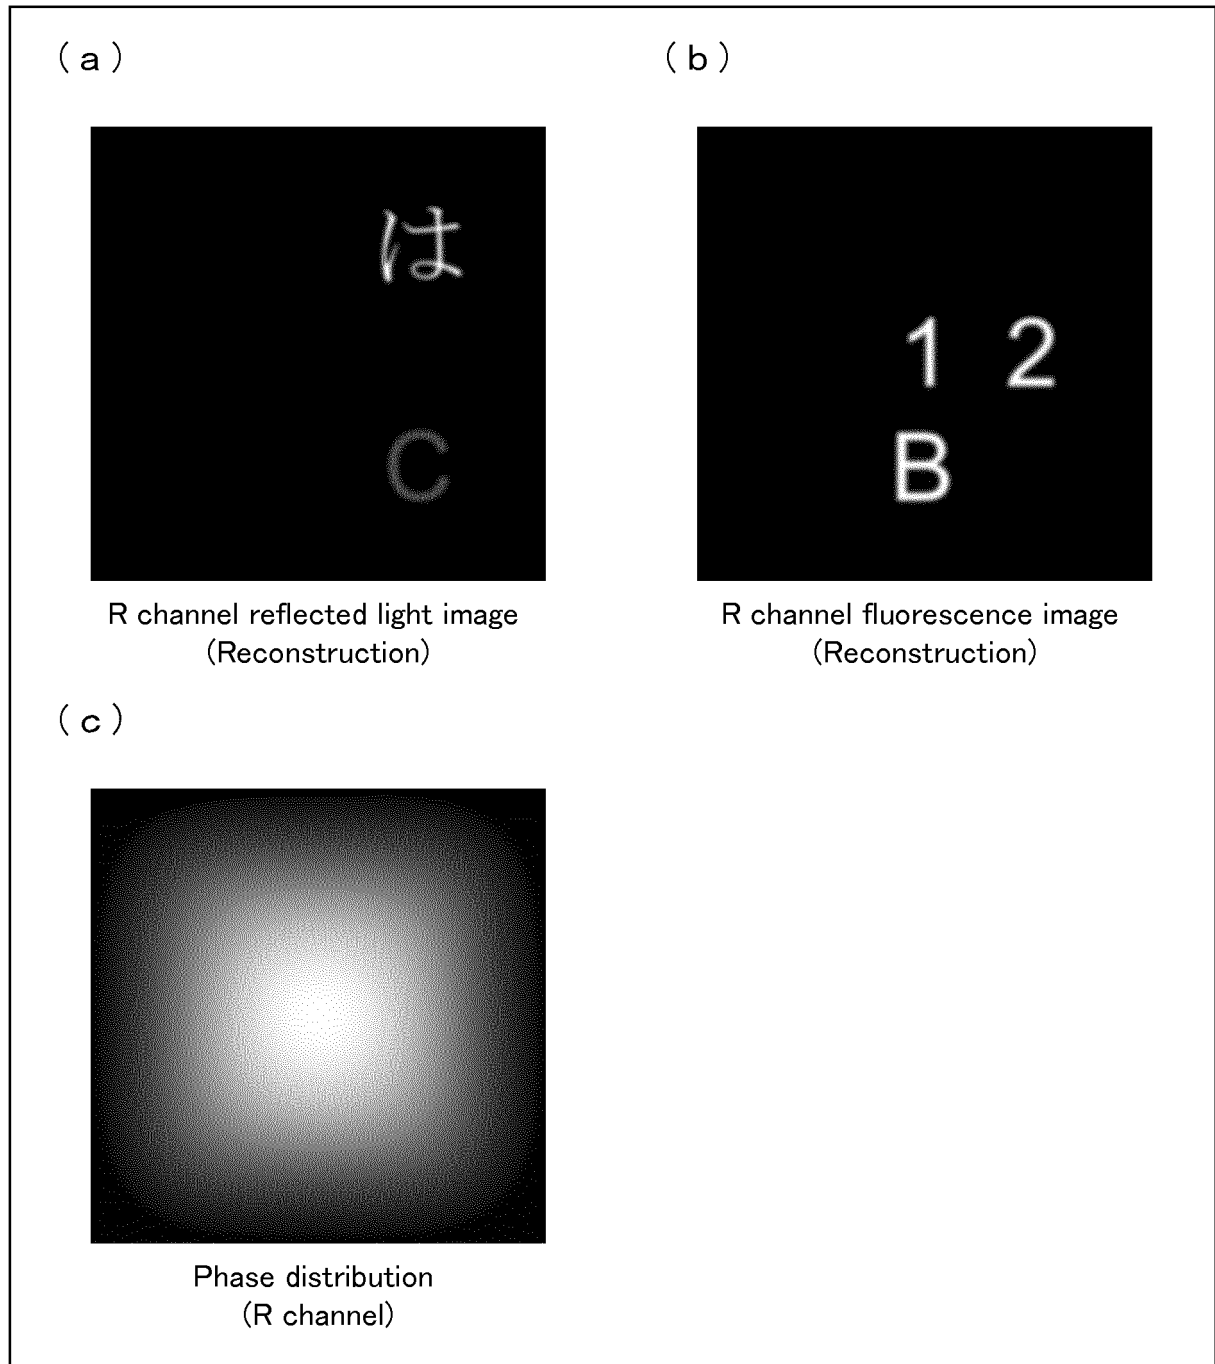 ( a )
は
C
R channel reflected light image
(Reconstruction)
( b )
1 2
B
R channel fluorescence image
(Reconstruction)
( c )
Phase distribution
(R channel)